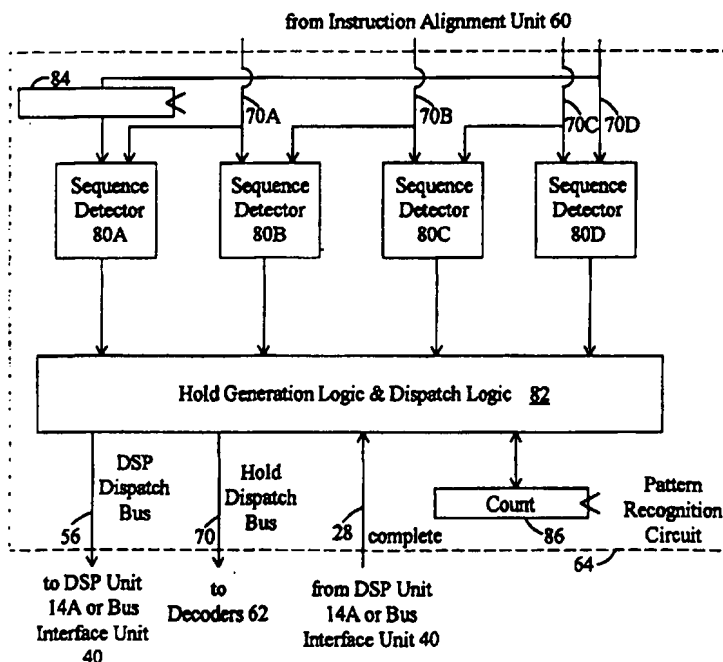 from Instruction Alignment Unit 60
84
70A
70B
70C
70D
Sequence
Detector
80A
Sequence
Detector
80B
Sequence
Detector
80C
Sequence
Detector
80D
Hold Generation Logic & Dispatch Logic 82
DSP
Dispatch
Bus
56
Hold
Dispatch
Bus
70
28
complete
Count
86
Pattern
Recognition
Circuit
64
to DSP Unit
14A or Bus
Interface Unit
40
to
Decoders 62
from DSP Unit
14A or Bus
Interface Unit 40